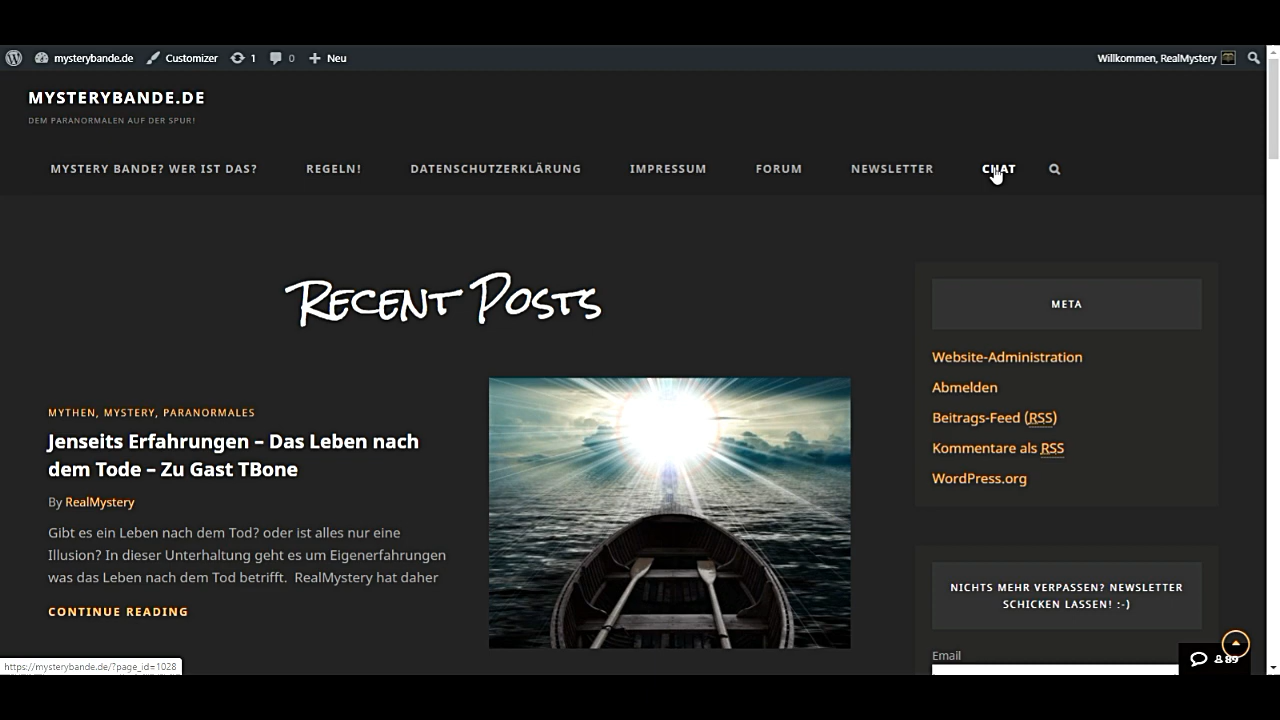 mysterybande.de Customizer 1 0 Neu Willkommen, RealMystery
MYSTERYBANDE.DE
DEM PARANORMALEN AUF DER SPUR!
MYSTERY BANDE? WER IST DAS? REGELN! DATENSCHUTZERKLÄRUNG IMPRESSUM FORUM NEWSLETTER CHAT
RECENT POSTS
META
Website-Administration
Abmelden
Beitrags-Feed (RSS)
Kommentare als RSS
WordPress.org
MYTHEN, MYSTERY, PARANORMALES
Jenseits Erfahrungen – Das Leben nach
dem Tode – Zu Gast TBone
By RealMystery
Gibt es ein Leben nach dem Tod? oder ist alles nur eine
Illusion? In dieser Unterhaltung geht es um Eigenerfahrungen
was das Leben nach dem Tod betrifft. RealMystery hat daher
CONTINUE READING
NICHTS MEHR VERPASSEN? NEWSLETTER
SCHICKEN LASSEN! :-)
Email
89
https://mysterybande.de/?page_id=1028